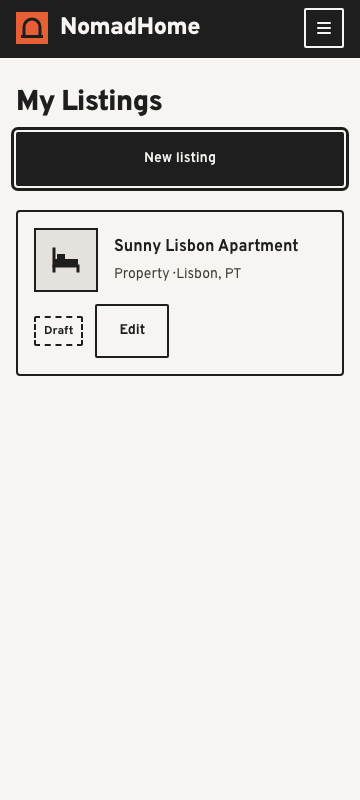 NomadHome
My Listings
New listing
Sunny Lisbon Apartment
Property · Lisbon, PT
Draft
Edit